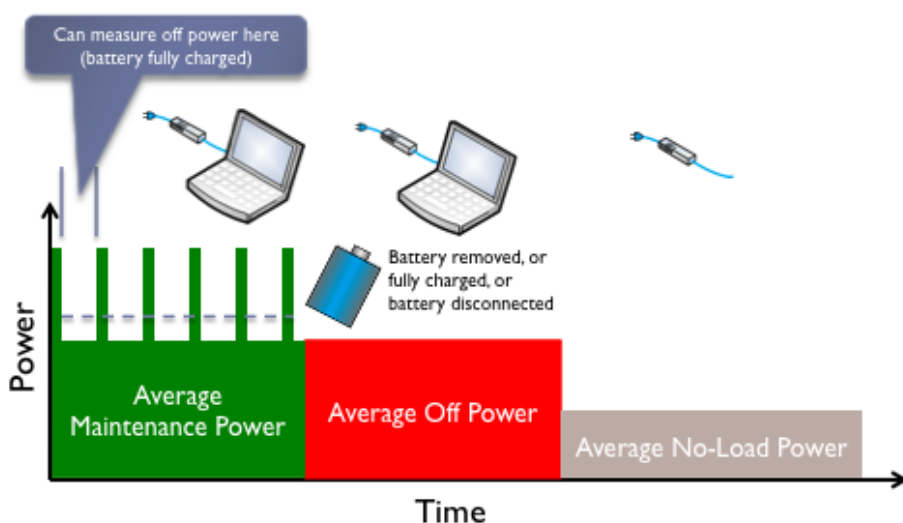 Can measure off power here
(battery fully charged)
Battery removed, or
fully charged, or
battery disconnected
Power
Average
Maintenance Power
Average Off Power
Average No-Load Power
Time